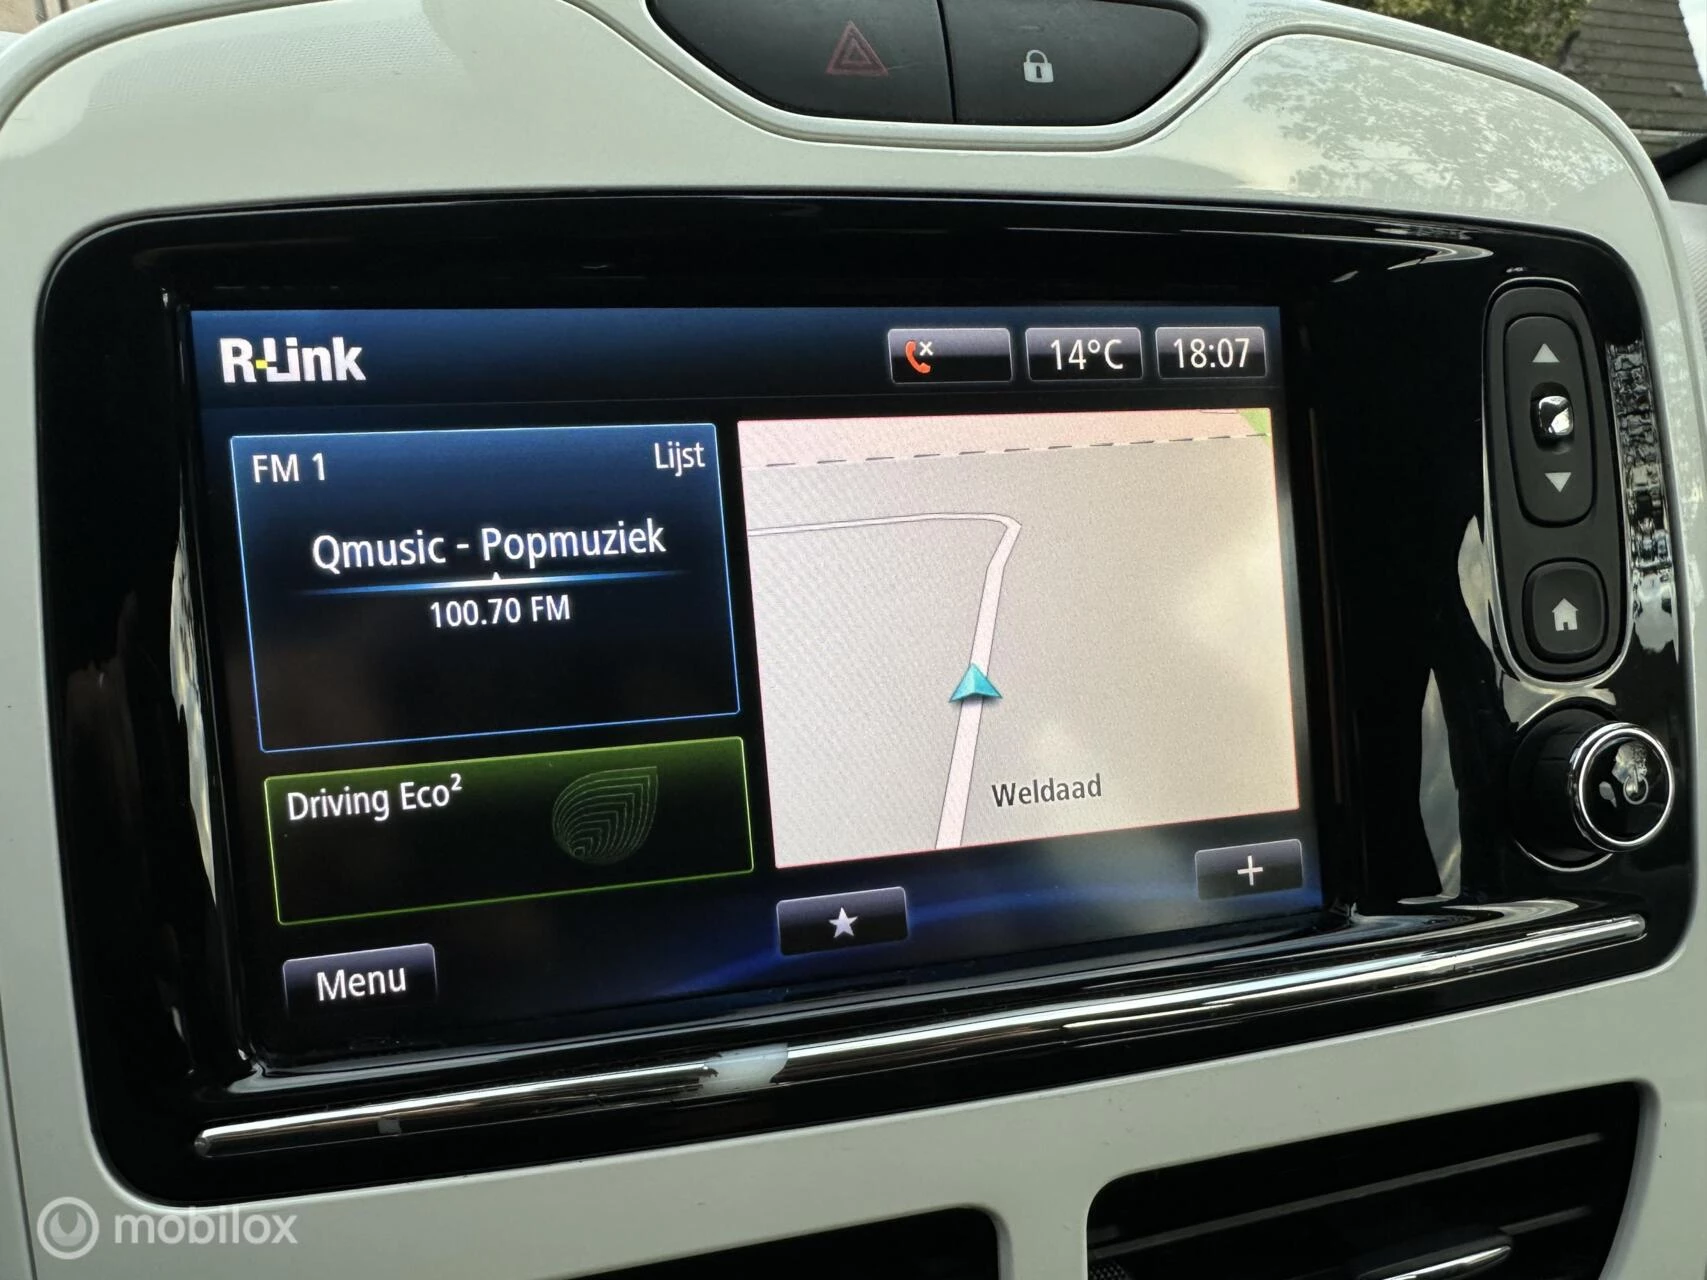 R-Link
14°C
18:07
FM 1
Lijst
Qmusic - Popmuziek
100.70 FM
Driving Eco²
Weldaad
Menu
mobilox